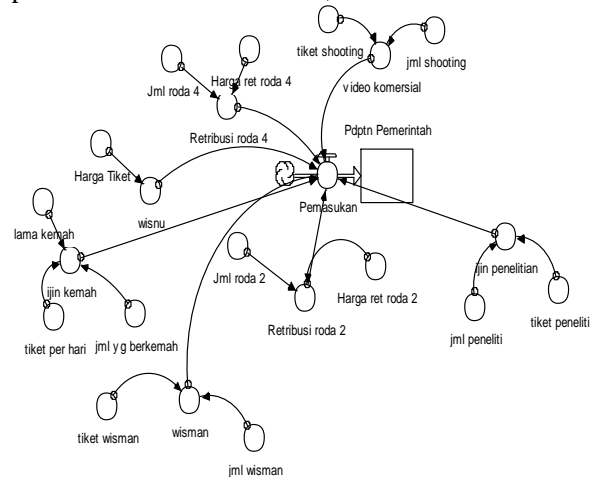 tiket shooting
jml shooting
Harga ret roda 4
Jml roda 4
video komersial
Pdptn Pemerintah
Retribusi roda 4
Harga Tiket
Pemasukan
wisnu
lama kemah
ijin penelitian
Jml roda 2
ijin kemah
Harga ret roda 2
tiket peneliti
Retribusi roda 2
jml peneliti
tiket per hari
jml yg berkemah
tiket wisman
wisman
jml wisman